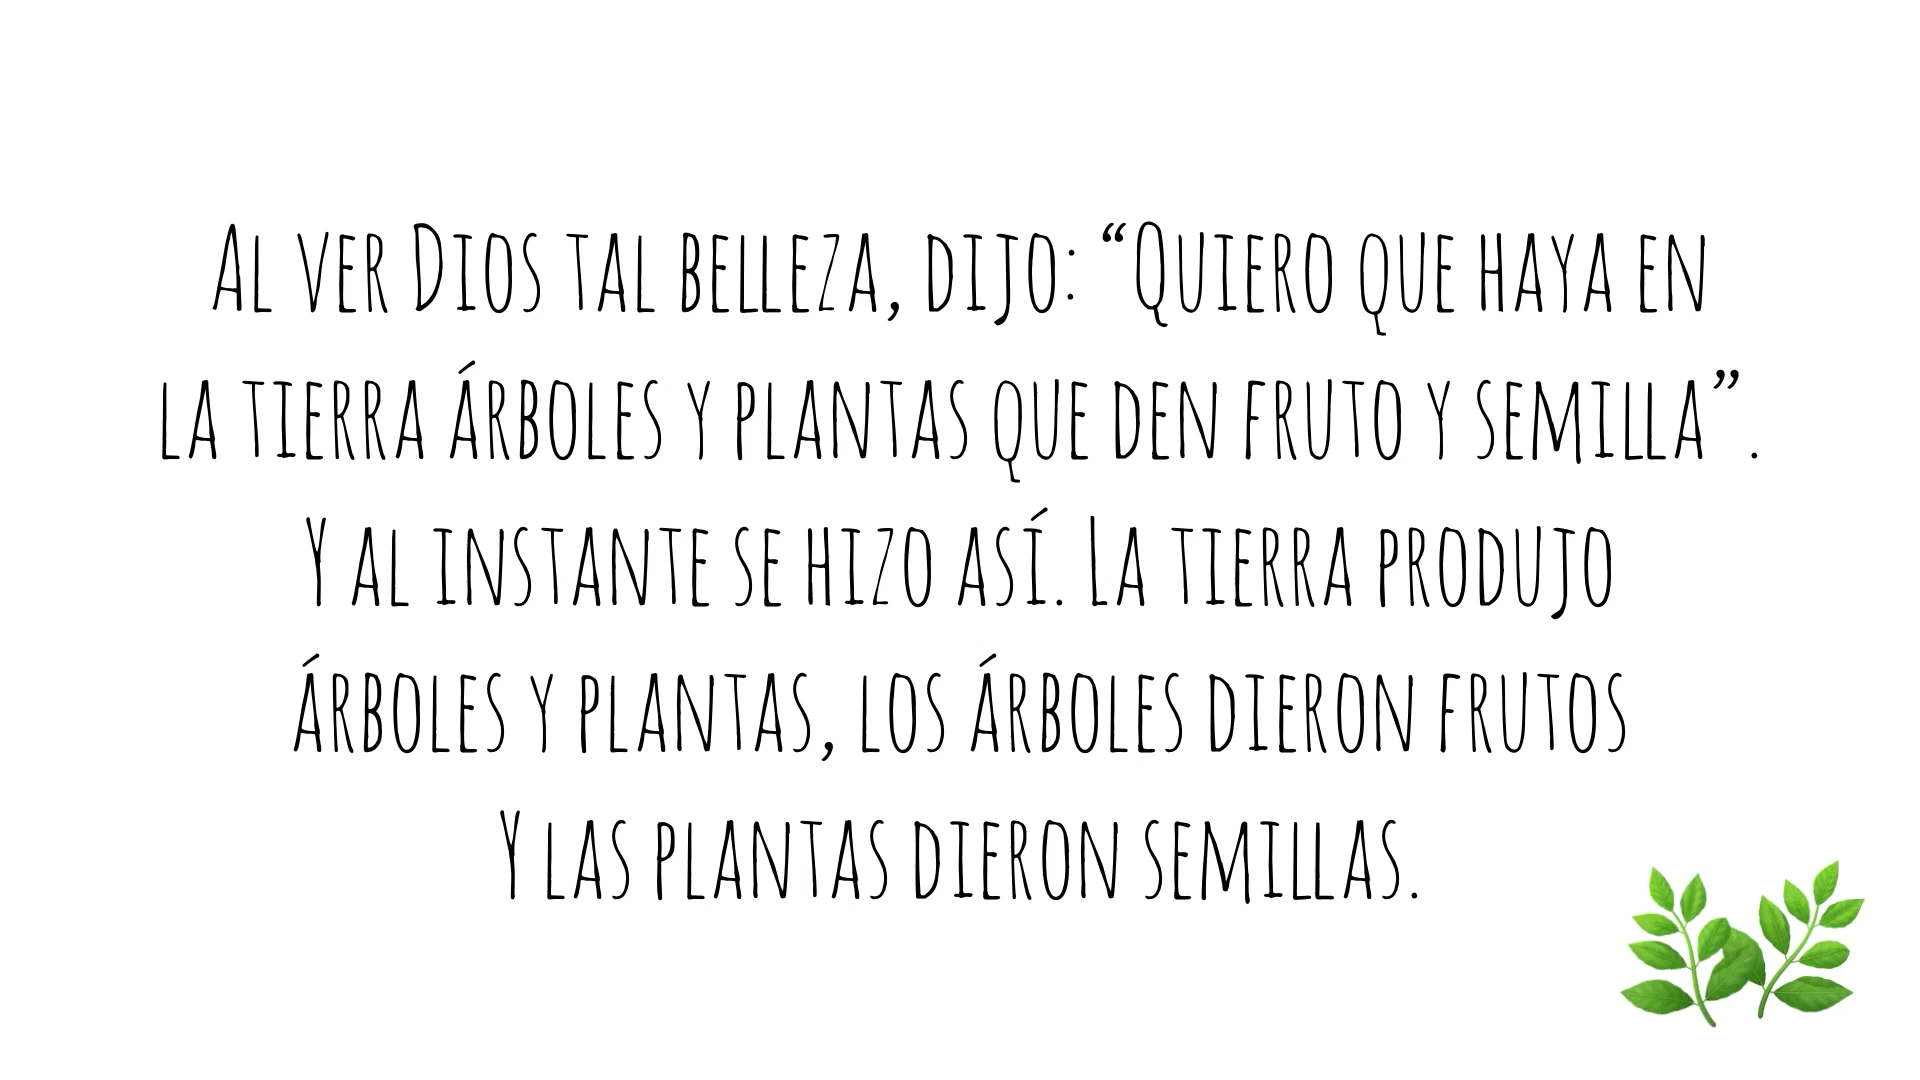 Al ver Dios tal belleza, dijo: “Quiero que haya en
la tierra árboles y plantas que den fruto y semilla”.
Y al instante se hizo así. La tierra produjo
árboles y plantas, los árboles dieron frutos
Y las plantas dieron semillas.